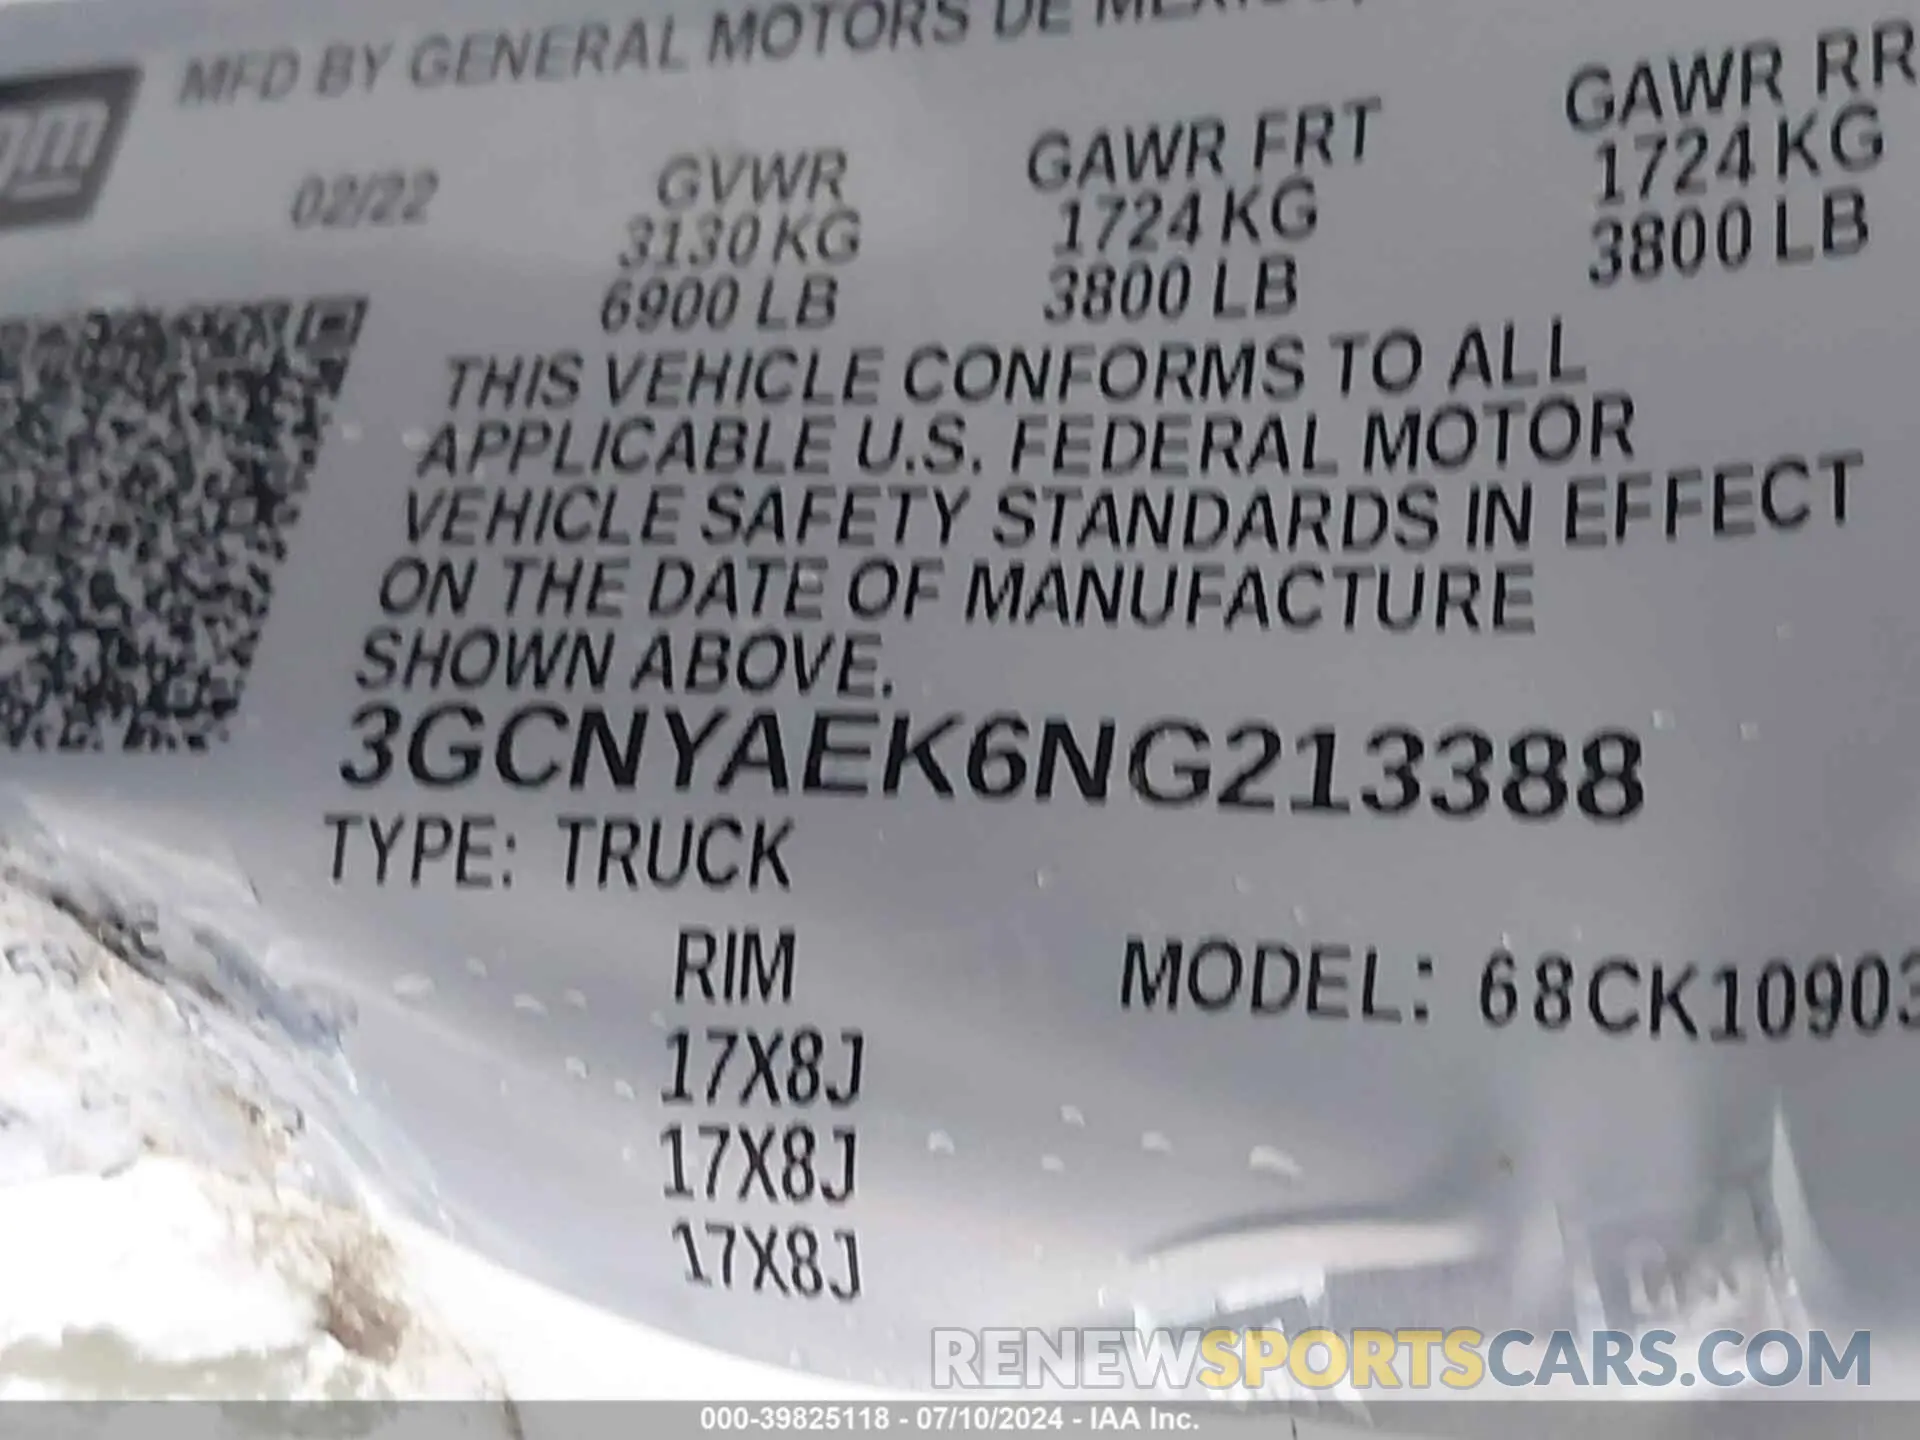 MFD BY GENERAL MOTORS DE
gm
02/22
GVWR
3130 KG
6900 LB
GAWR FRT
1724 KG
3800 LB
GAWR RR
1724 KG
3800 LB
THIS VEHICLE CONFORMS TO ALL
APPLICABLE U.S. FEDERAL MOTOR
VEHICLE SAFETY STANDARDS IN EFFECT
ON THE DATE OF MANUFACTURE
SHOWN ABOVE.
3GCNYAEK6NG213388
TYPE: TRUCK
RIM
17X8J
17X8J
17X8J
MODEL: 68CK10903
RENEWSPORTSCARS.COM
000-39825118 - 07/10/2024 - IAA Inc.